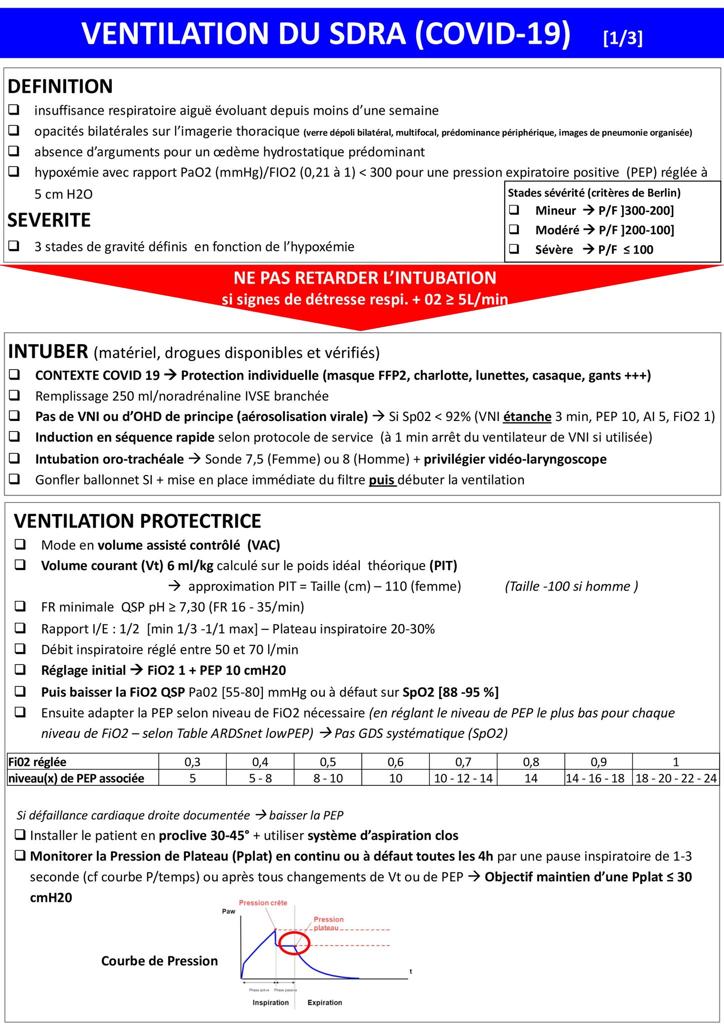 VENTILATION DU SDRA (COVID-19) [1/3]
DEFINITION
❑ insuffisance respiratoire aiguë évoluant depuis moins d’une semaine
❑ opacités bilatérales sur l’imagerie thoracique (verre dépoli bilatéral, multifocal, prédominance périphérique, images de pneumonie organisée)
❑ absence d’arguments pour un œdème hydrostatique prédominant
❑ hypoxémie avec rapport PaO2 (mmHg)/FIO2 (0,21 à 1) < 300 pour une pression expiratoire positive (PEP) réglée à
5 cm H2O
SEVERITE
❑ 3 stades de gravité définis en fonction de l’hypoxémie
Stades sévérité (critères de Berlin)
❑ Mineur → P/F ]300-200]
❑ Modéré → P/F ]200-100]
❑ Sévère → P/F ≤ 100
NE PAS RETARDER L’INTUBATION
si signes de détresse respi. + 02 ≥ 5L/min
INTUBER (matériel, drogues disponibles et vérifiés)
❑ CONTEXTE COVID 19 → Protection individuelle (masque FFP2, charlotte, lunettes, casaque, gants +++)
❑ Remplissage 250 ml/noradrénaline IVSE branchée
❑ Pas de VNI ou d’OHD de principe (aérosolisation virale) → Si Sp02 < 92% (VNI étanche 3 min, PEP 10, AI 5, FiO2 1)
❑ Induction en séquence rapide selon protocole de service (à 1 min arrêt du ventilateur de VNI si utilisée)
❑ Intubation oro-trachéale → Sonde 7,5 (Femme) ou 8 (Homme) + privilégier vidéo-laryngoscope
❑ Gonfler ballonnet SI + mise en place immédiate du filtre puis débuter la ventilation
VENTILATION PROTECTRICE
❑ Mode en volume assisté contrôlé (VAC)
❑ Volume courant (Vt) 6 ml/kg calculé sur le poids idéal théorique (PIT)
→ approximation PIT = Taille (cm) – 110 (femme) (Taille -100 si homme )
❑ FR minimale QSP pH ≥ 7,30 (FR 16 - 35/min)
❑ Rapport I/E : 1/2 [min 1/3 -1/1 max] – Plateau inspiratoire 20-30%
❑ Débit inspiratoire réglé entre 50 et 70 l/min
❑ Réglage initial → FiO2 1 + PEP 10 cmH20
❑ Puis baisser la FiO2 QSP Pa02 [55-80] mmHg ou à défaut sur SpO2 [88 -95 %]
❑ Ensuite adapter la PEP selon niveau de FiO2 nécessaire (en réglant le niveau de PEP le plus bas pour chaque
niveau de FiO2 – selon Table ARDSnet lowPEP) → Pas GDS systématique (SpO2)
Fi02 réglée 0,3 0,4 0,5 0,6 0,7 0,8 0,9 1
niveau(x) de PEP associée 5 5 - 8 8 - 10 10 10 - 12 - 14 14 14 - 16 - 18 18 - 20 - 22 - 24
Si défaillance cardiaque droite documentée → baisser la PEP
❑ Installer le patient en proclive 30-45° + utiliser système d’aspiration clos
❑ Monitorer la Pression de Plateau (Pplat) en continu ou à défaut toutes les 4h par une pause inspiratoire de 1-3
seconde (cf courbe P/temps) ou après tous changements de Vt ou de PEP → Objectif maintien d’une Pplat ≤ 30
cmH20
Pression crête
Paw
Pression
plateau
Courbe de Pression
t
Phase active Phase passive
Inspiration Expiration